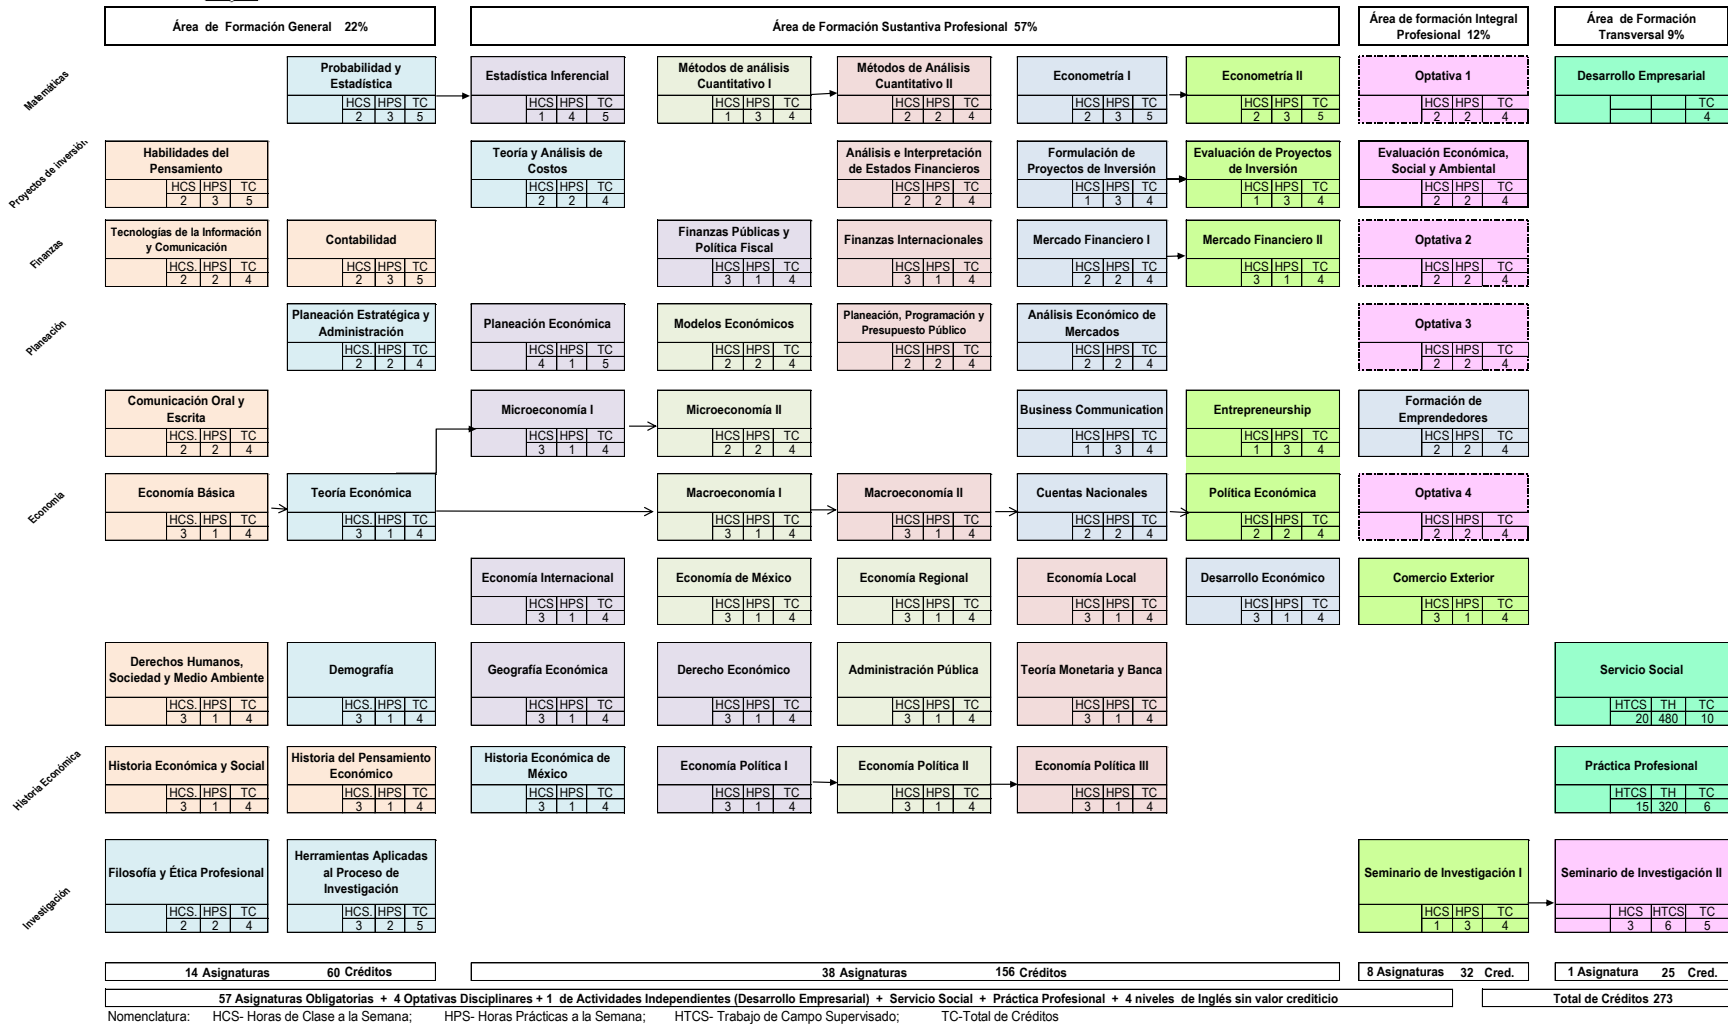 Área de Formación General 22%
Área de Formación Sustantiva Profesional 57%
Área de formación Integral
Profesional 12%
Área de Formación
Transversal 9%
Matemáticas
Probabilidad y
Estadística
HCS HPS TC
2 3 5
Estadística Inferencial
HCS HPS TC
1 4 5
Métodos de análisis
Cuantitativo I
HCS HPS TC
1 3 4
Métodos de Análisis
Cuantitativo II
HCS HPS TC
2 2 4
Econometría I
HCS HPS TC
2 3 5
Econometría II
HCS HPS TC
2 3 5
Optativa 1
HCS HPS TC
2 2 4
Desarrollo Empresarial
TC
4
Proyectos de inversión
Habilidades del
Pensamiento
HCS HPS TC
2 3 5
Teoría y Análisis de
Costos
HCS HPS TC
2 2 4
Análisis e Interpretación
de Estados Financieros
HCS HPS TC
2 2 4
Formulación de
Proyectos de Inversión
HCS HPS TC
1 3 4
Evaluación de Proyectos
de Inversión
HCS HPS TC
1 3 4
Evaluación Económica,
Social y Ambiental
HCS HPS TC
2 2 4
Finanzas
Tecnologías de la Información
y Comunicación
HCS. HPS TC
2 2 4
Contabilidad
HCS HPS TC
2 3 5
Finanzas Públicas y
Política Fiscal
HCS HPS TC
3 1 4
Finanzas Internacionales
HCS HPS TC
3 1 4
Mercado Financiero I
HCS HPS TC
2 2 4
Mercado Financiero II
HCS HPS TC
3 1 4
Optativa 2
HCS HPS TC
2 2 4
Planeación
Planeación Estratégica y
Administración
HCS. HPS TC
2 2 4
Planeación Económica
HCS HPS TC
4 1 5
Modelos Económicos
HCS HPS TC
2 2 4
Planeación, Programación y
Presupuesto Público
HCS HPS TC
2 2 4
Análisis Económico de
Mercados
HCS HPS TC
2 2 4
Optativa 3
HCS HPS TC
2 2 4
Comunicación Oral y
Escrita
HCS. HPS TC
2 2 4
Microeconomía I
HCS HPS TC
3 1 4
Microeconomía II
HCS HPS TC
2 2 4
Business Communication
HCS HPS TC
1 3 4
Entrepreneurship
HCS HPS TC
1 3 4
Formación de
Emprendedores
HCS HPS TC
2 2 4
Economía
Economía Básica
HCS. HPS TC
3 1 4
Teoría Económica
HCS. HPS TC
3 1 4
Macroeconomía I
HCS HPS TC
3 1 4
Macroeconomía II
HCS HPS TC
3 1 4
Cuentas Nacionales
HCS HPS TC
2 2 4
Política Económica
HCS HPS TC
2 2 4
Optativa 4
HCS HPS TC
2 2 4
Economía Internacional
HCS HPS TC
3 1 4
Economía de México
HCS HPS TC
3 1 4
Economía Regional
HCS HPS TC
3 1 4
Economía Local
HCS HPS TC
3 1 4
Desarrollo Económico
HCS HPS TC
3 1 4
Comercio Exterior
HCS HPS TC
3 1 4
Derechos Humanos,
Sociedad y Medio Ambiente
HCS. HPS TC
3 1 4
Demografía
HCS. HPS TC
3 1 4
Geografía Económica
HCS HPS TC
3 1 4
Derecho Económico
HCS HPS TC
3 1 4
Administración Pública
HCS HPS TC
3 1 4
Teoría Monetaria y Banca
HCS HPS TC
3 1 4
Servicio Social
HTCS TH TC
20 480 10
Historia Económica
Historia Económica y Social
HCS. HPS TC
3 1 4
Historia del Pensamiento
Económico
HCS. HPS TC
3 1 4
Historia Económica de
México
HCS HPS TC
3 1 4
Economía Política I
HCS HPS TC
3 1 4
Economía Política II
HCS HPS TC
3 1 4
Economía Política III
HCS HPS TC
3 1 4
Práctica Profesional
HTCS TH TC
15 320 6
Investigación
Filosofía y Ética Profesional
HCS. HPS TC
2 2 4
Herramientas Aplicadas
al Proceso de
Investigación
HCS. HPS TC
3 2 5
Seminario de Investigación I
HCS HPS TC
1 3 4
Seminario de Investigación II
HCS HTCS TC
3 6 5
14 Asignaturas 60 Créditos
38 Asignaturas 156 Créditos
8 Asignaturas 32 Cred.
1 Asignatura 25 Cred.
57 Asignaturas Obligatorias + 4 Optativas Disciplinares + 1 de Actividades Independientes (Desarrollo Empresarial) + Servicio Social + Práctica Profesional + 4 niveles de Inglés sin valor crediticio
Total de Créditos 273
Nomenclatura: HCS- Horas de Clase a la Semana; HPS- Horas Prácticas a la Semana; HTCS- Trabajo de Campo Supervisado; TC-Total de Créditos